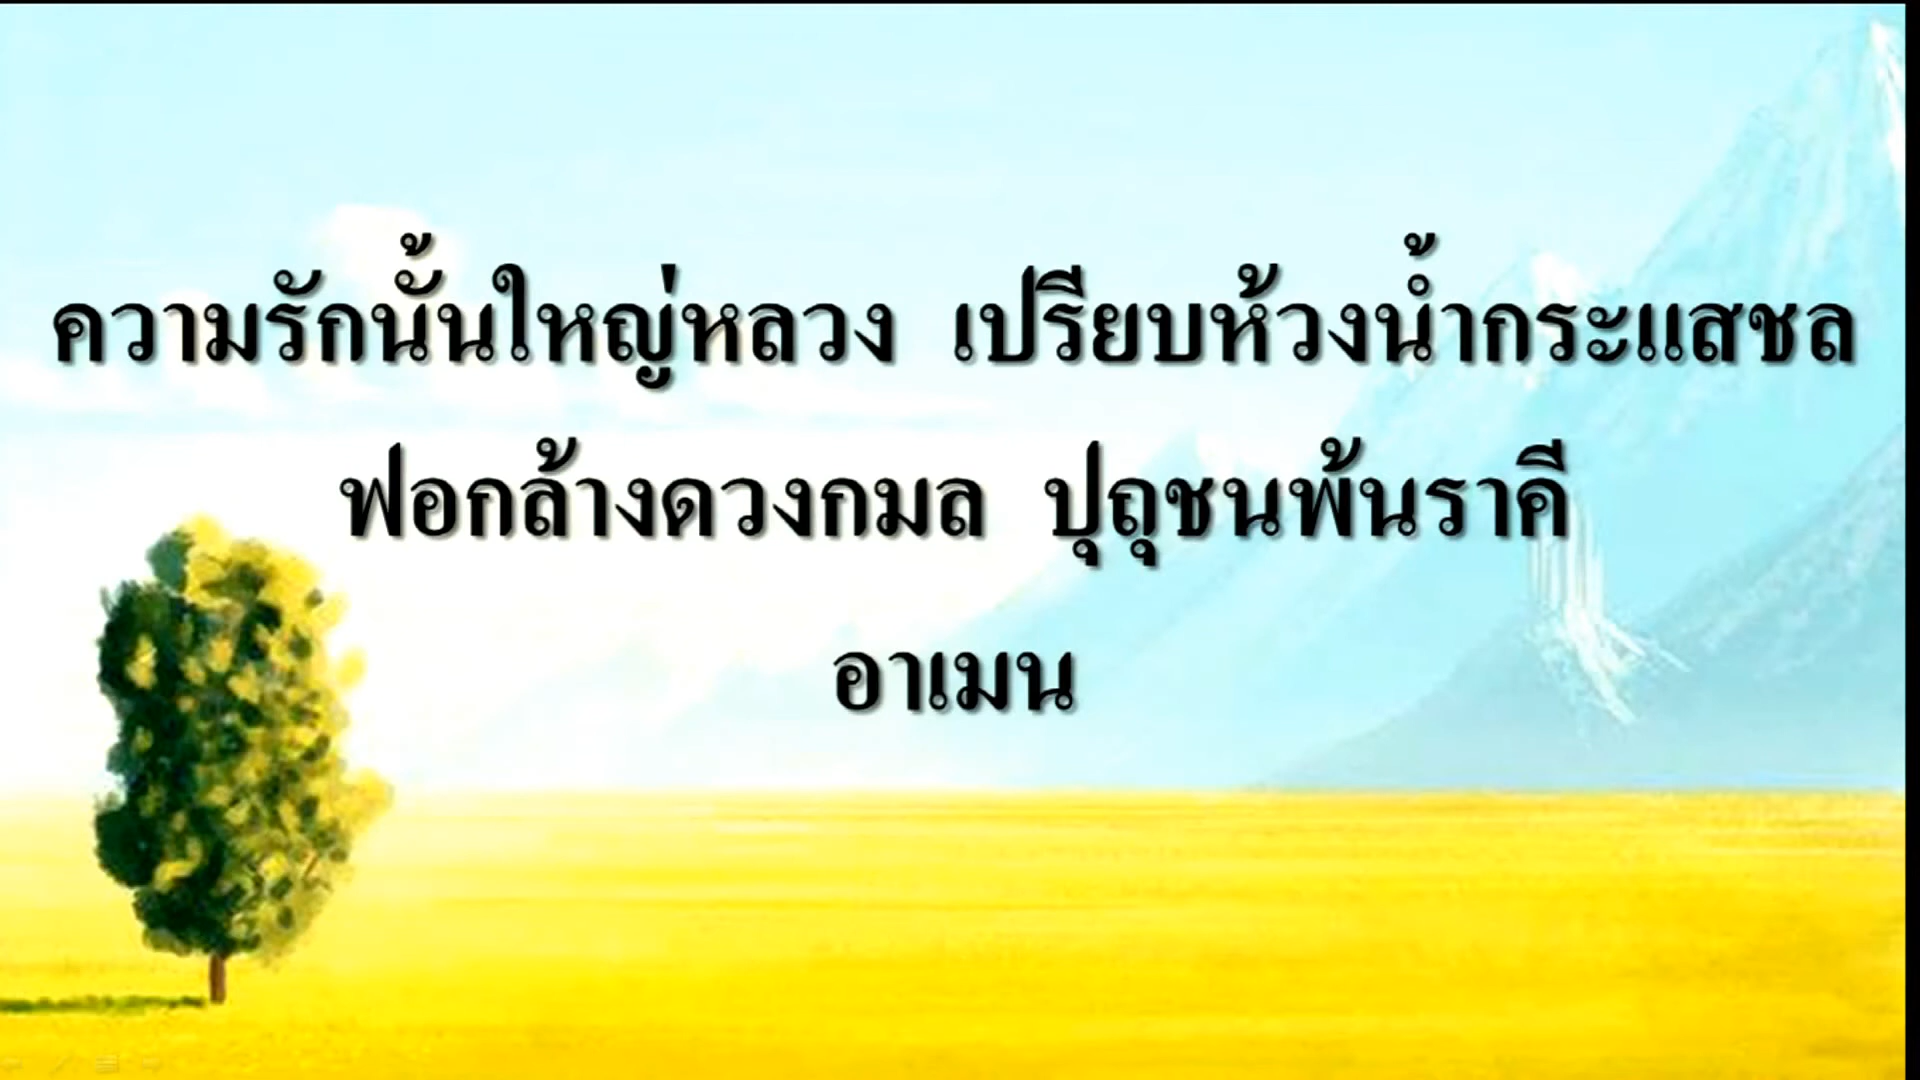 ความรักนั้นใหญ่หลวง เปรียบห้วงน้ำกระแสชล
ฟอกล้างดวงกมล ปุถุชนพ้นราคี
อาเมน